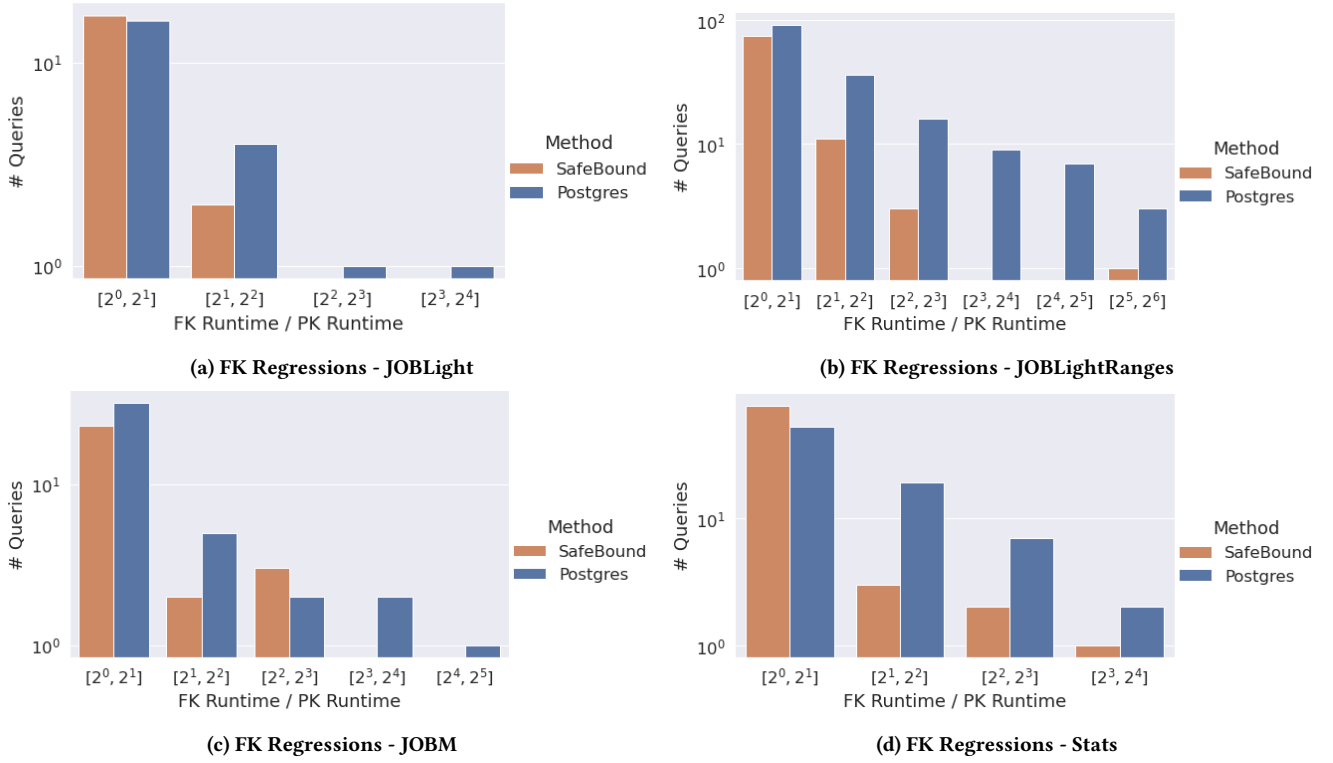 # Queries
10¹
10⁰
[2⁰, 2¹]
[2¹, 2²]
[2², 2³]
[2³, 2⁴]
FK Runtime / PK Runtime
Method
SafeBound
Postgres
(a) FK Regressions - JOBLight
# Queries
10²
10¹
10⁰
[2⁰, 2¹]
[2¹, 2²]
[2², 2³]
[2³, 2⁴]
[2⁴, 2⁵]
[2⁵, 2⁶]
FK Runtime / PK Runtime
Method
SafeBound
Postgres
(b) FK Regressions - JOBLightRanges
# Queries
10¹
10⁰
[2⁰, 2¹]
[2¹, 2²]
[2², 2³]
[2³, 2⁴]
[2⁴, 2⁵]
FK Runtime / PK Runtime
Method
SafeBound
Postgres
(c) FK Regressions - JOBM
# Queries
10¹
10⁰
[2⁰, 2¹]
[2¹, 2²]
[2², 2³]
[2³, 2⁴]
FK Runtime / PK Runtime
Method
SafeBound
Postgres
(d) FK Regressions - Stats